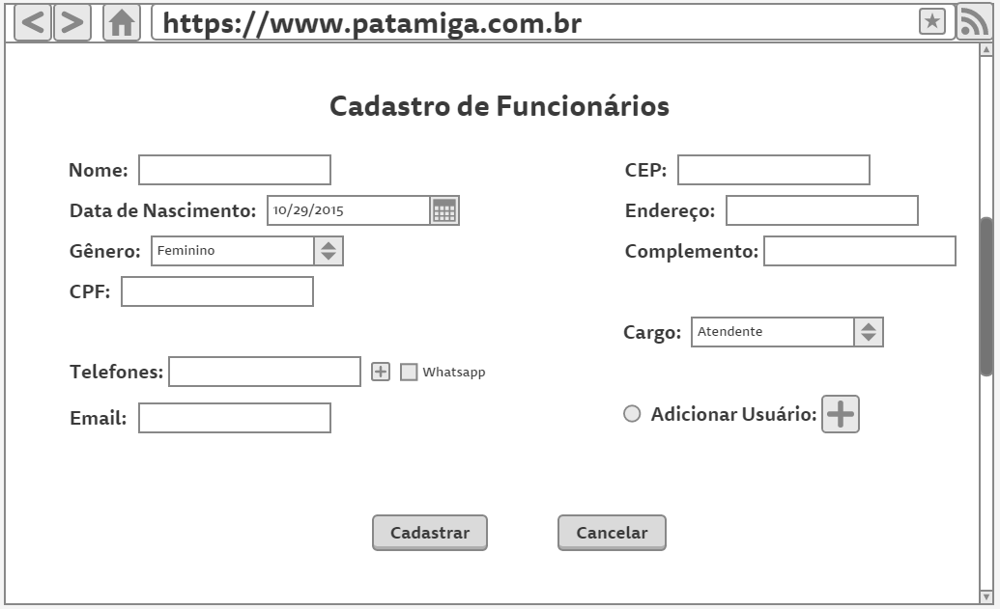 https://www.patamiga.com.br
Cadastro de Funcionários
Nome:
Data de Nascimento: 10/29/2015
Gênero: Feminino
CPF:
Telefones: Whatsapp
Email:
CEP:
Endereço:
Complemento:
Cargo: Atendente
Adicionar Usuário:
Cadastrar
Cancelar